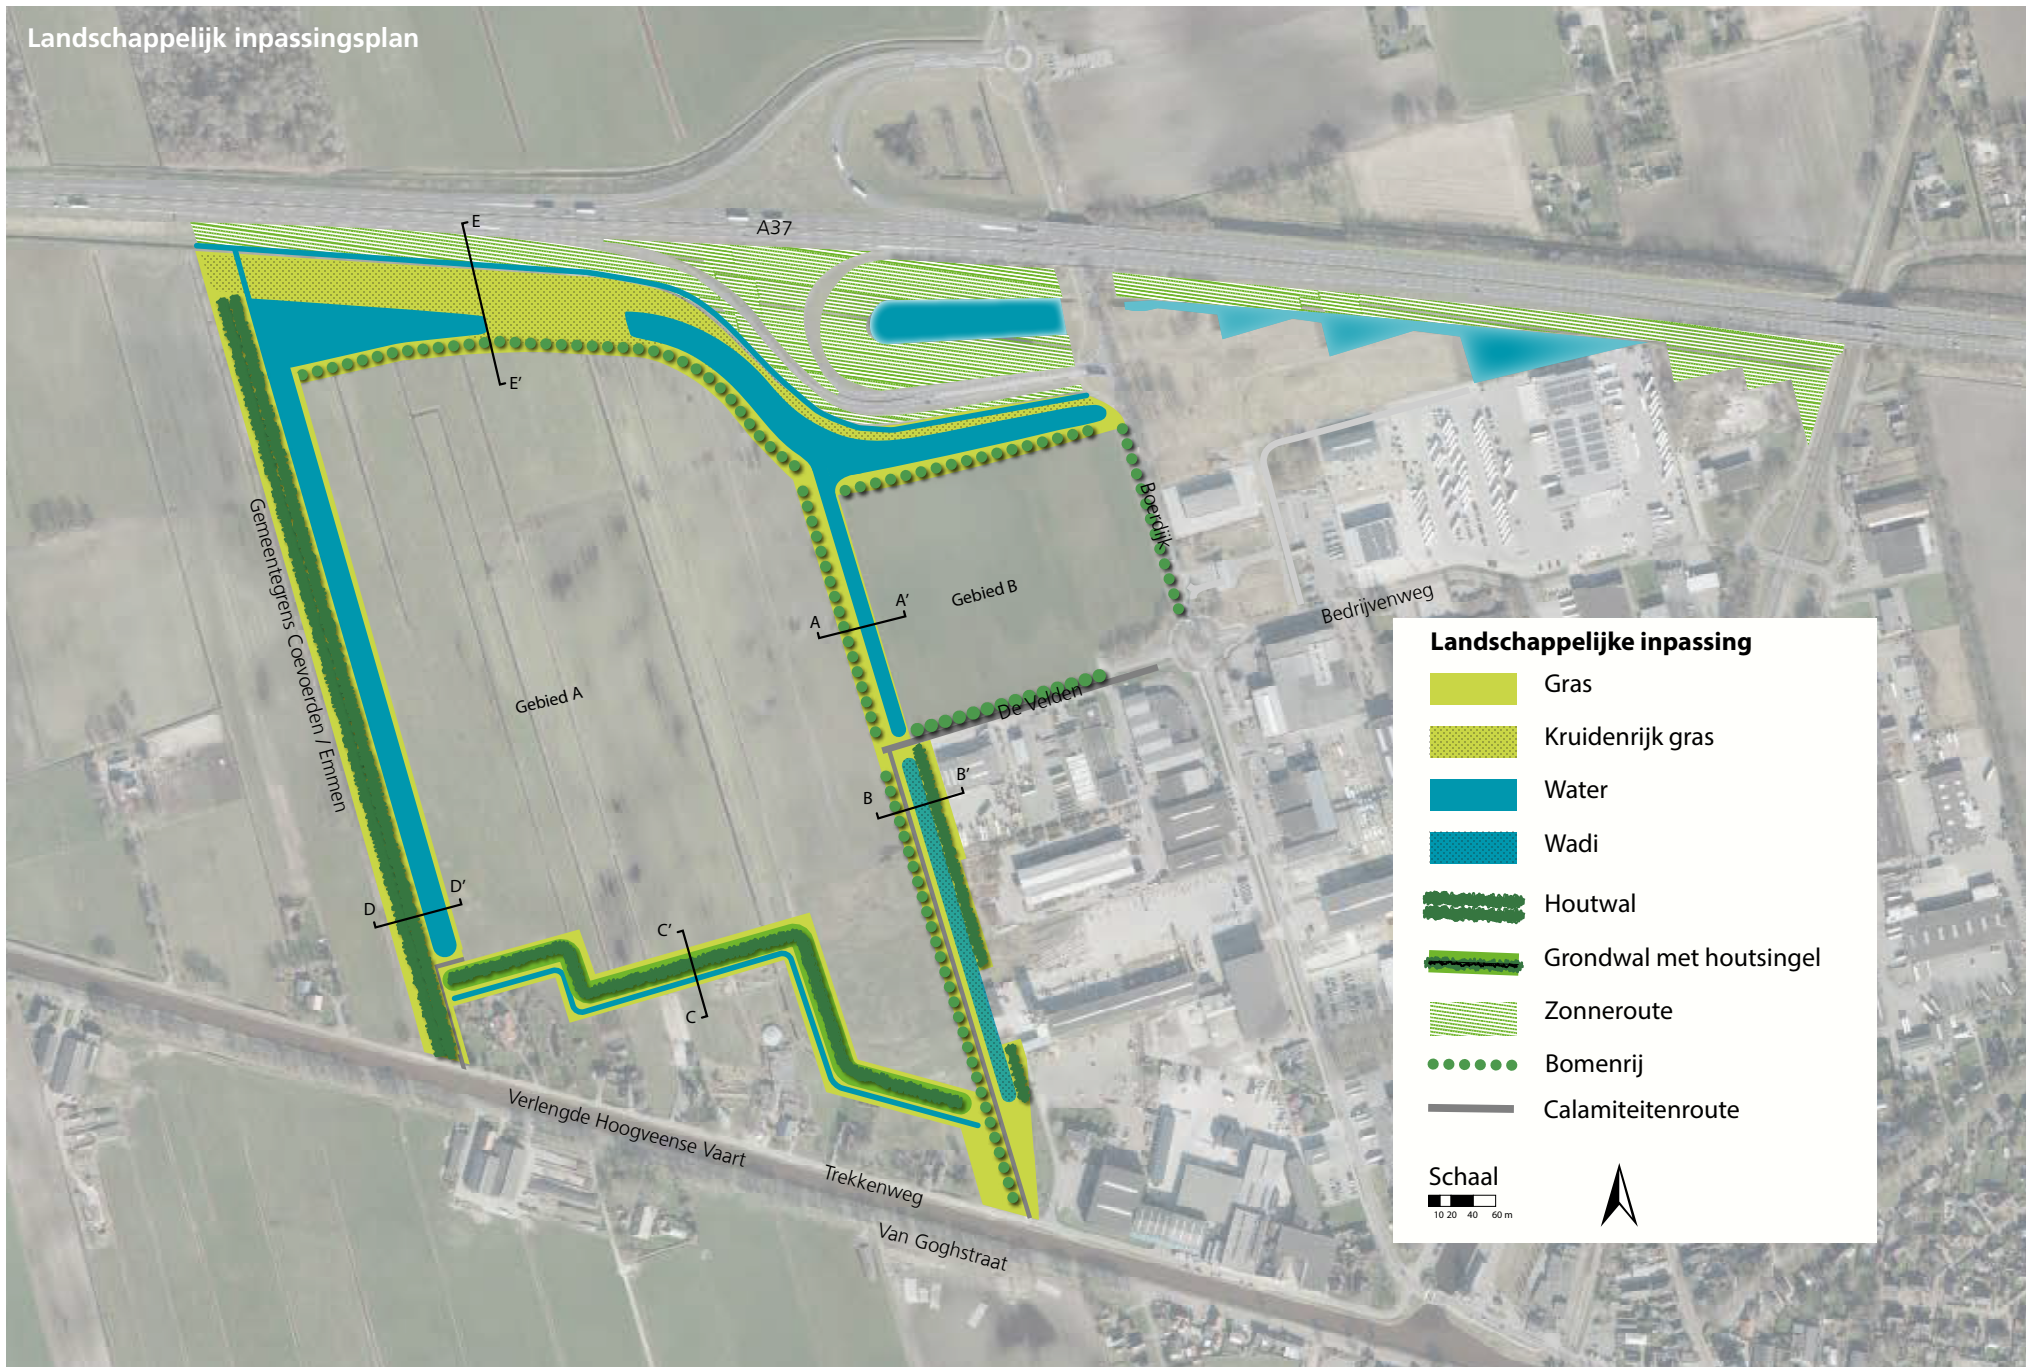 Landschappelijk inpassingsplan
E
A37
E'
Boerdijk
Gemeentegrens Coevoerden / Emmen
A
A'
Gebied B
Bedrijvenweg
Gebied A
De Velden
B
B'
D
D'
C'
C
Verlengde Hoogveense Vaart
Trekkenweg
Van Goghstraat
Landschappelijke inpassing
Gras
Kruidenrijk gras
Water
Wadi
Houtwal
Grondwal met houtsingel
Zonneroute
Bomenrij
Calamiteitenroute
Schaal
10 20 40 60 m